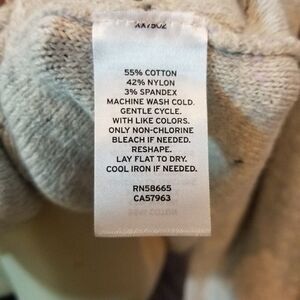 55% COTTON
42% NYLON
3% SPANDEX
MACHINE WASH COLD.
GENTLE CYCLE.
WITH LIKE COLORS.
ONLY NON-CHLORINE
BLEACH IF NEEDED.
RESHAPE.
LAY FLAT TO DRY.
COOL IRON IF NEEDED.
RN58665
CA57963